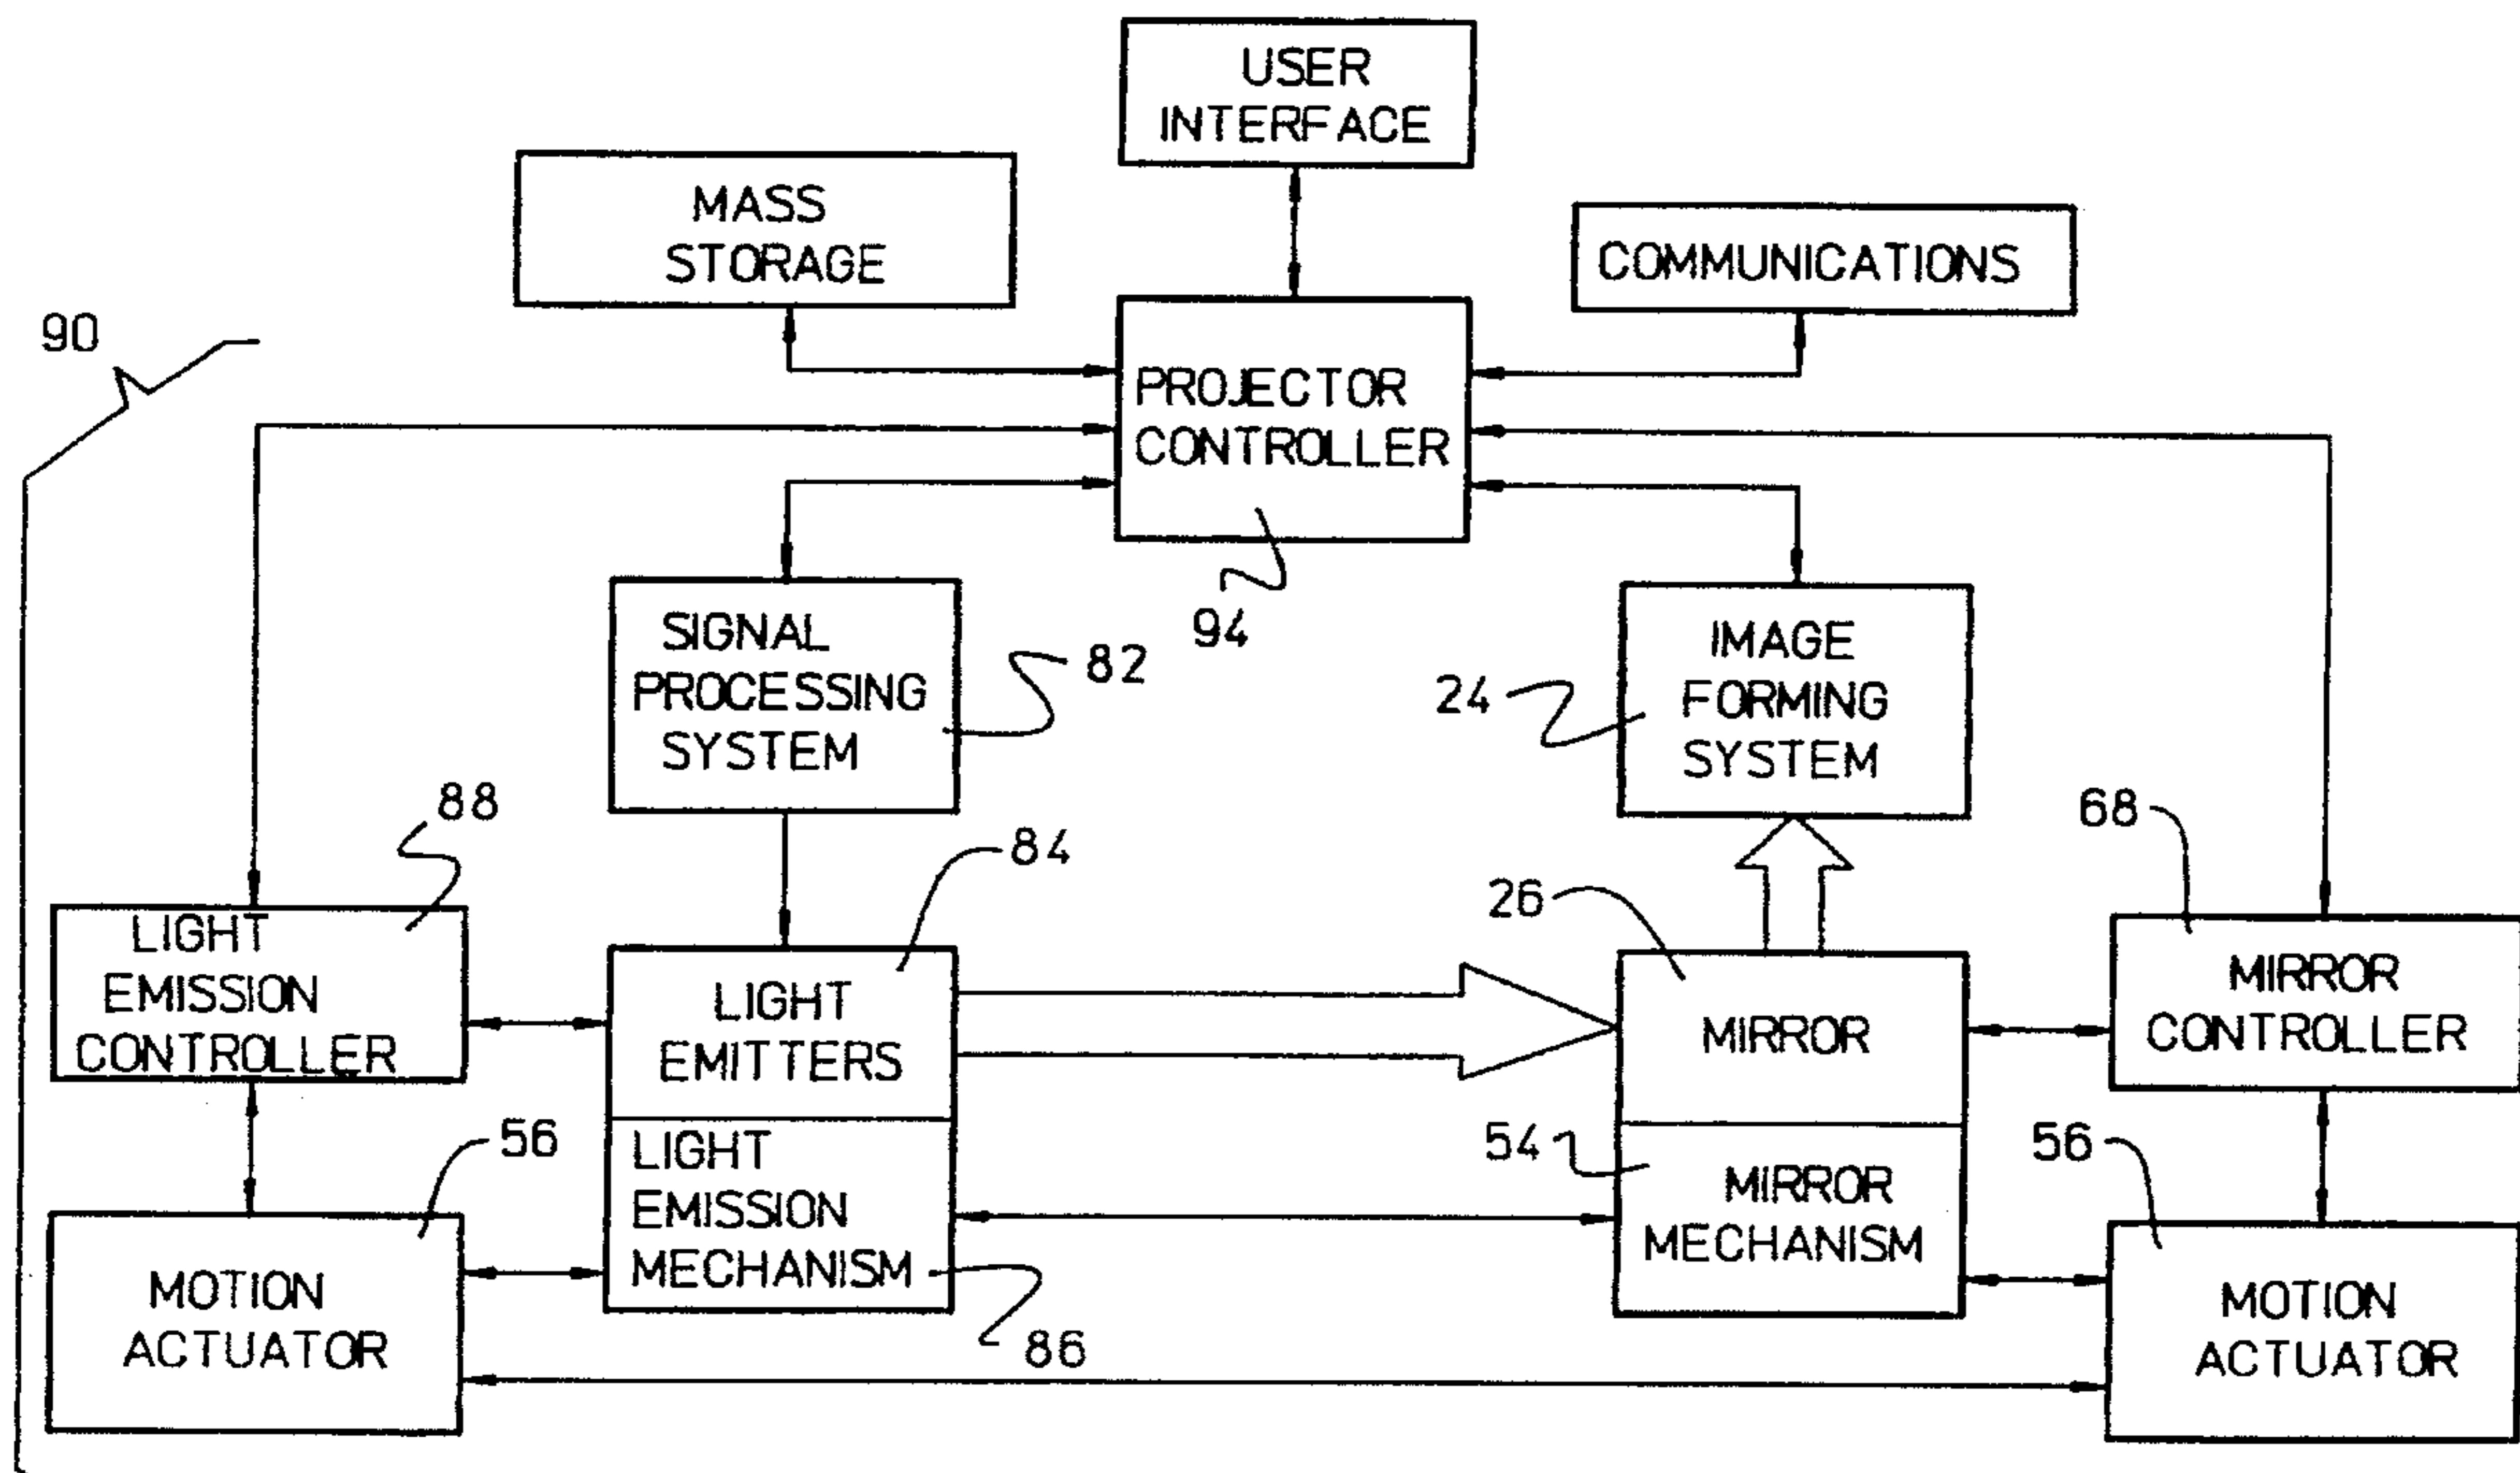 USER
INTERFACE
MASS
STORAGE
COMMUNICATIONS
90
PROJECTOR
CONTROLLER
94
SIGNAL
PROCESSING
SYSTEM
82
24
IMAGE
FORMING
SYSTEM
88
84
26
68
LIGHT
EMISSION
CONTROLLER
LIGHT
EMITTERS
MIRROR
MIRROR
CONTROLLER
56
LIGHT
EMISSION
MECHANISM
86
54
MIRROR
MECHANISM
56
MOTION
ACTUATOR
MOTION
ACTUATOR